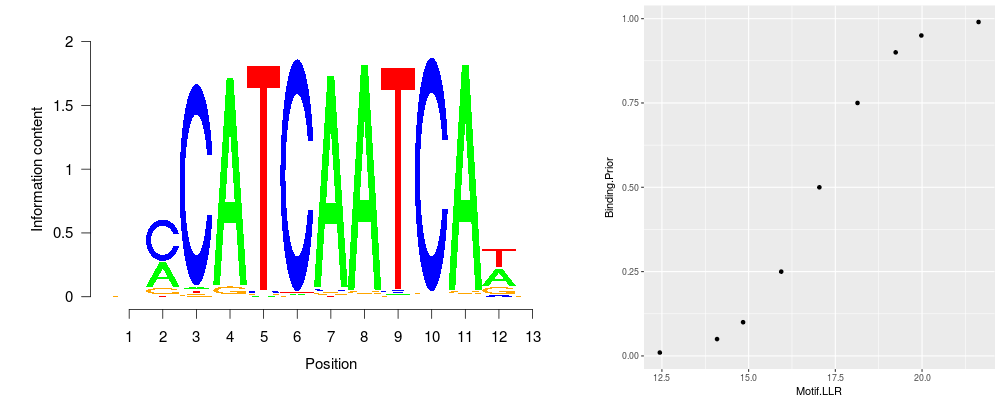 Information content
2
1.5
1
0.5
0
C
A
G
C
A
T
C
A
A
T
C
A
T
A
G
1 2 3 4 5 6 7 8 9 10 11 12 13
Position
Binding.Prior
1.00
0.75
0.50
0.25
0.00
12.5 15.0 17.5 20.0
Motif.LLR